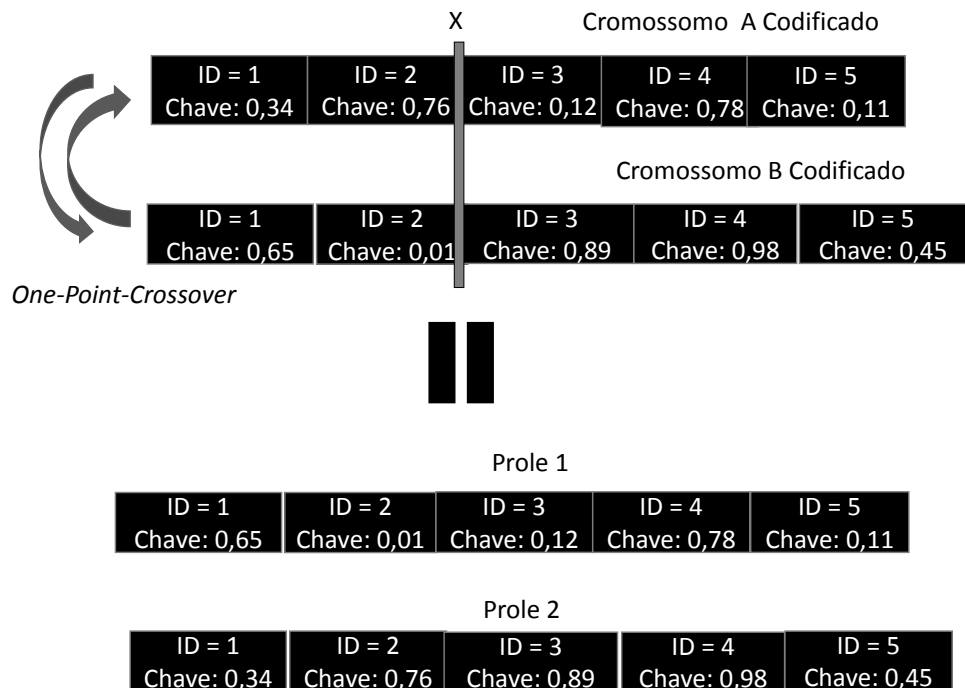 X
Cromossomo A Codificado
ID = 1 ID = 2 ID = 3 ID = 4 ID = 5
Chave: 0,34 Chave: 0,76 Chave: 0,12 Chave: 0,78 Chave: 0,11
Cromossomo B Codificado
ID = 1 ID = 2 ID = 3 ID = 4 ID = 5
Chave: 0,65 Chave: 0,01 Chave: 0,89 Chave: 0,98 Chave: 0,45
One-Point-Crossover
Prole 1
ID = 1 ID = 2 ID = 3 ID = 4 ID = 5
Chave: 0,65 Chave: 0,01 Chave: 0,12 Chave: 0,78 Chave: 0,11
Prole 2
ID = 1 ID = 2 ID = 3 ID = 4 ID = 5
Chave: 0,34 Chave: 0,76 Chave: 0,89 Chave: 0,98 Chave: 0,45